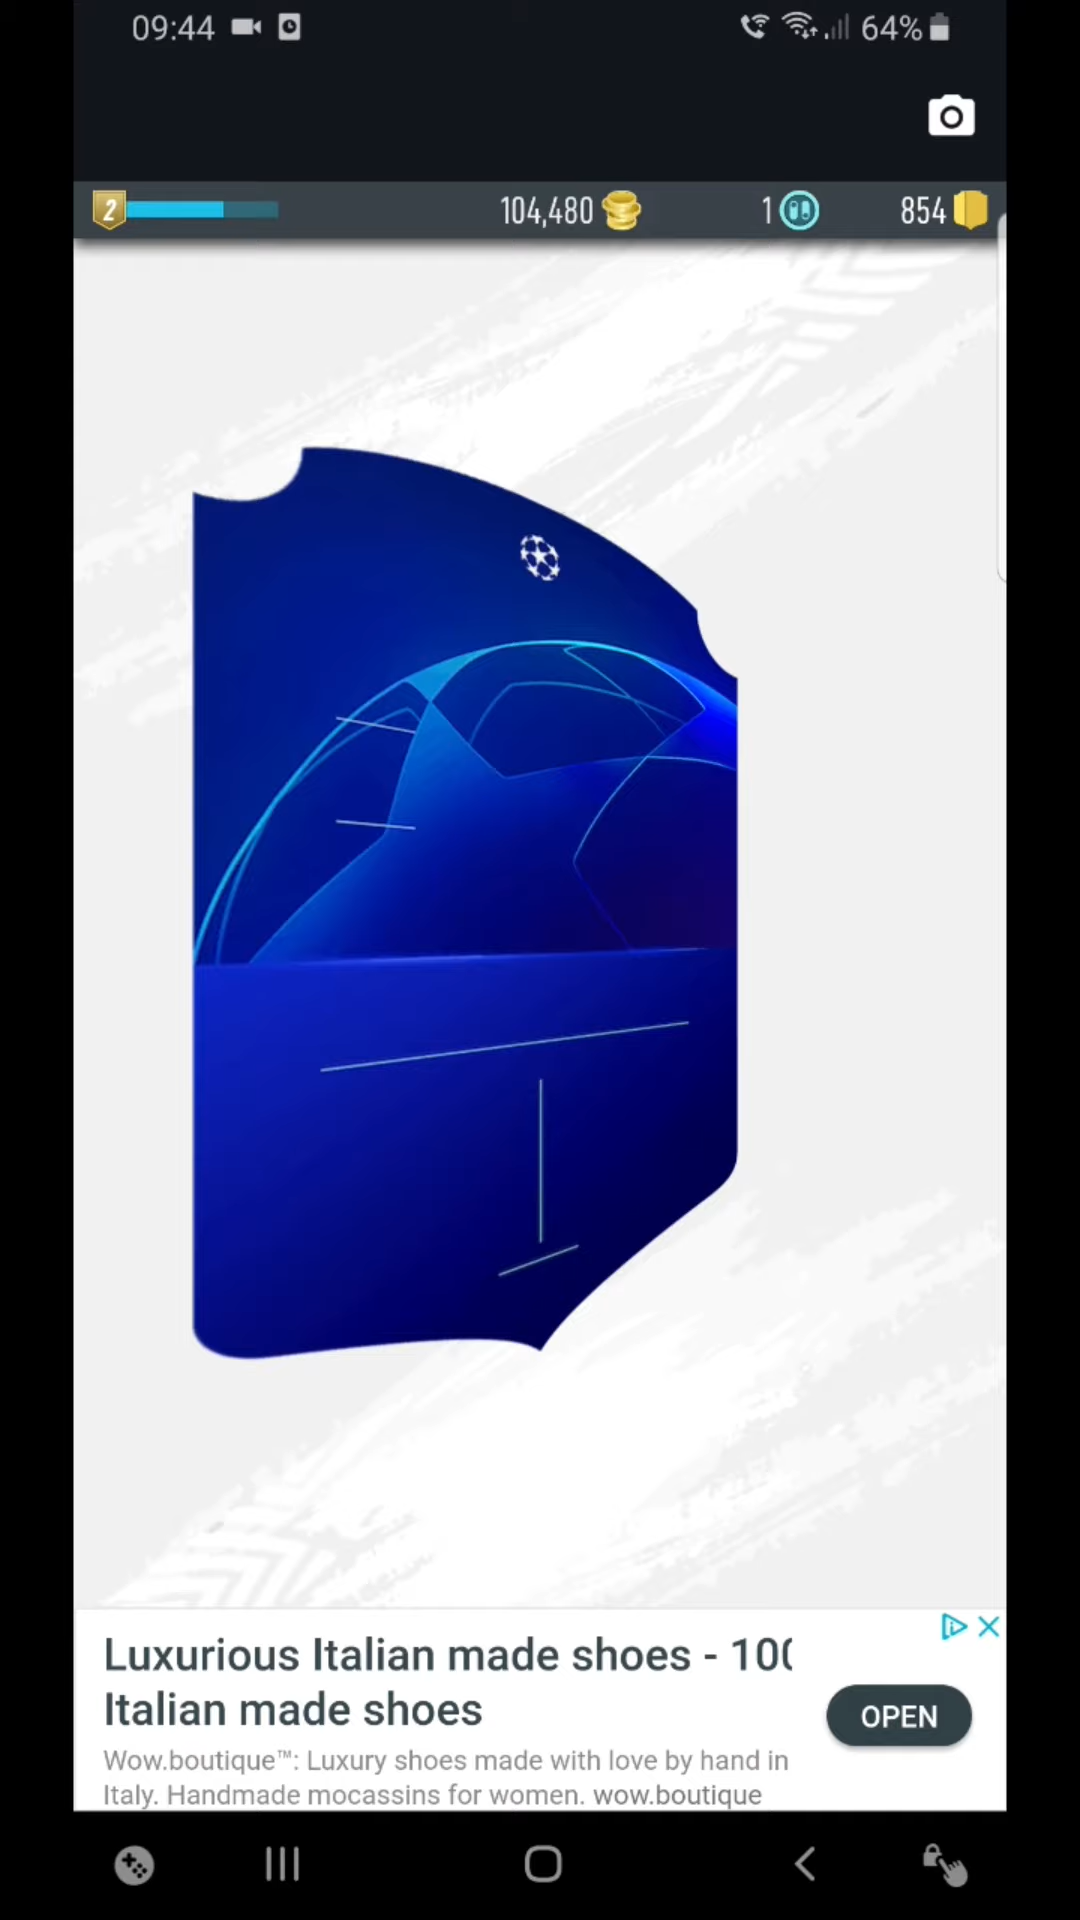 09:44
64%
2
104,480
1
854
Luxurious Italian made shoes - 100
Italian made shoes
OPEN
Wow.boutique™: Luxury shoes made with love by hand in
Italy. Handmade mocassins for women. wow.boutique